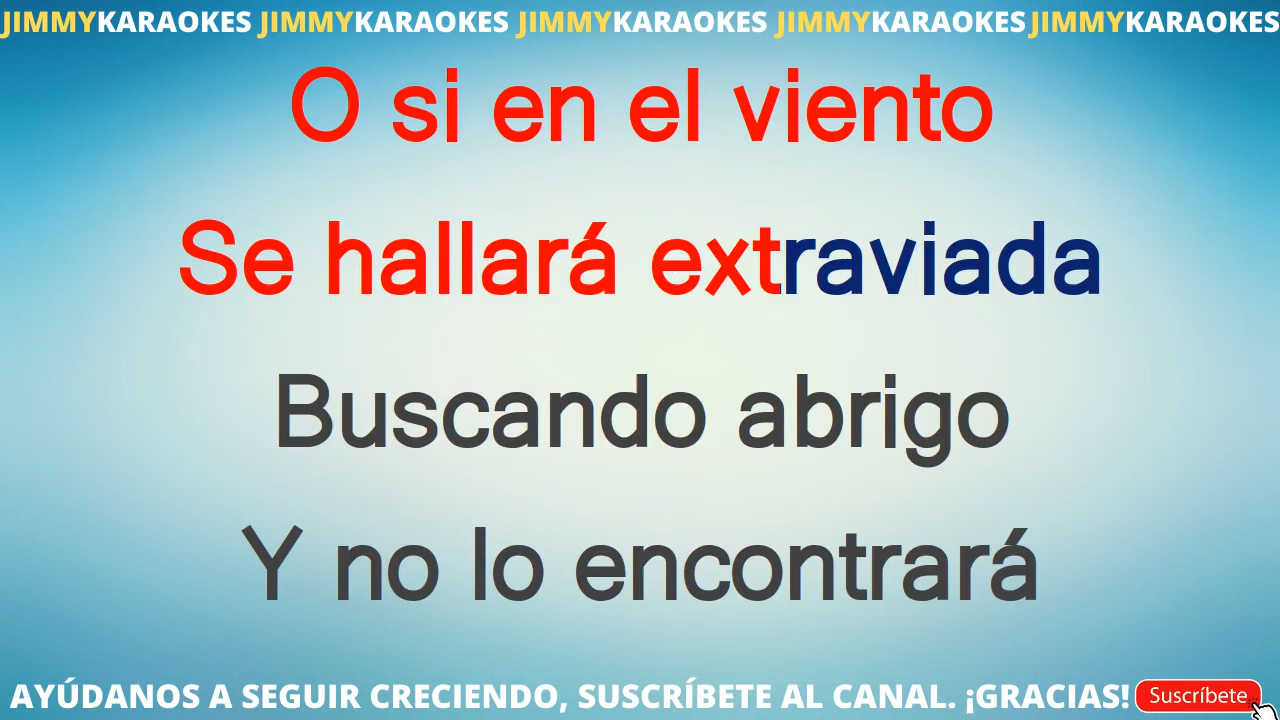 JIMMYKARAOKES JIMMYKARAOKES JIMMYKARAOKES JIMMYKARAOKES JIMMYKARAOKES
O si en el viento
Se hallará extraviada
Buscando abrigo
Y no lo encontrará
AYÚDANOS A SEGUIR CRECIENDO, SUSCRÍBETE AL CANAL. ¡GRACIAS! Suscríbete